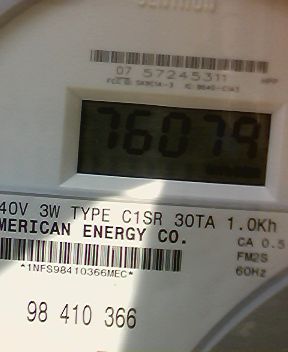 07 57245311
76079
40V 3W TYPE C1SR 30TA 1.0Kh
MERICAN ENERGY CO.
CA 0.5
FM2S
60Hz
*1NFS98410366MEC*
98 410 366